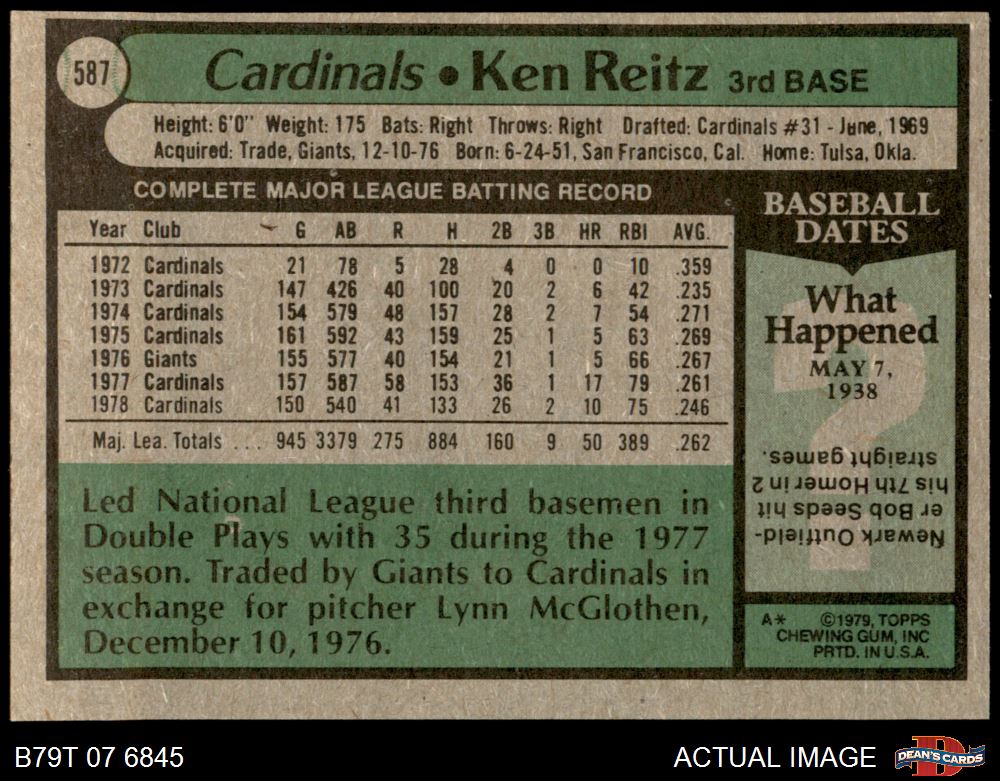 587
Cardinals • Ken Reitz 3rd BASE
Height: 6'0" Weight: 175 Bats: Right Throws: Right Drafted: Cardinals #31 - June, 1969
Acquired: Trade, Giants, 12-10-76 Born: 6-24-51, San Francisco, Cal. Home: Tulsa, Okla.
COMPLETE MAJOR LEAGUE BATTING RECORD
Year Club G AB R H 2B 3B HR RBI AVG.
1972 Cardinals 21 78 5 28 4 0 0 10 .359
1973 Cardinals 147 426 40 100 20 2 6 42 .235
1974 Cardinals 154 579 48 157 28 2 7 54 .271
1975 Cardinals 161 592 43 159 25 1 5 63 .269
1976 Giants 155 577 40 154 21 1 5 66 .267
1977 Cardinals 157 587 58 153 36 1 17 79 .261
1978 Cardinals 150 540 41 133 26 2 10 75 .246
Maj. Lea. Totals ... 945 3379 275 884 160 9 50 389 .262
Led National League third basemen in
Double Plays with 35 during the 1977
season. Traded by Giants to Cardinals in
exchange for pitcher Lynn McGlothen,
December 10, 1976.
BASEBALL
DATES
What
Happened
MAY 7,
1938
Newark Outfield-
er Bob Seeds hit
his 7th Homer in 2
straight games.
A* ©1979, TOPPS
CHEWING GUM, INC
PRTD. IN U.S.A.
B79T 07 6845
ACTUAL IMAGE
DEAN'S CARDS